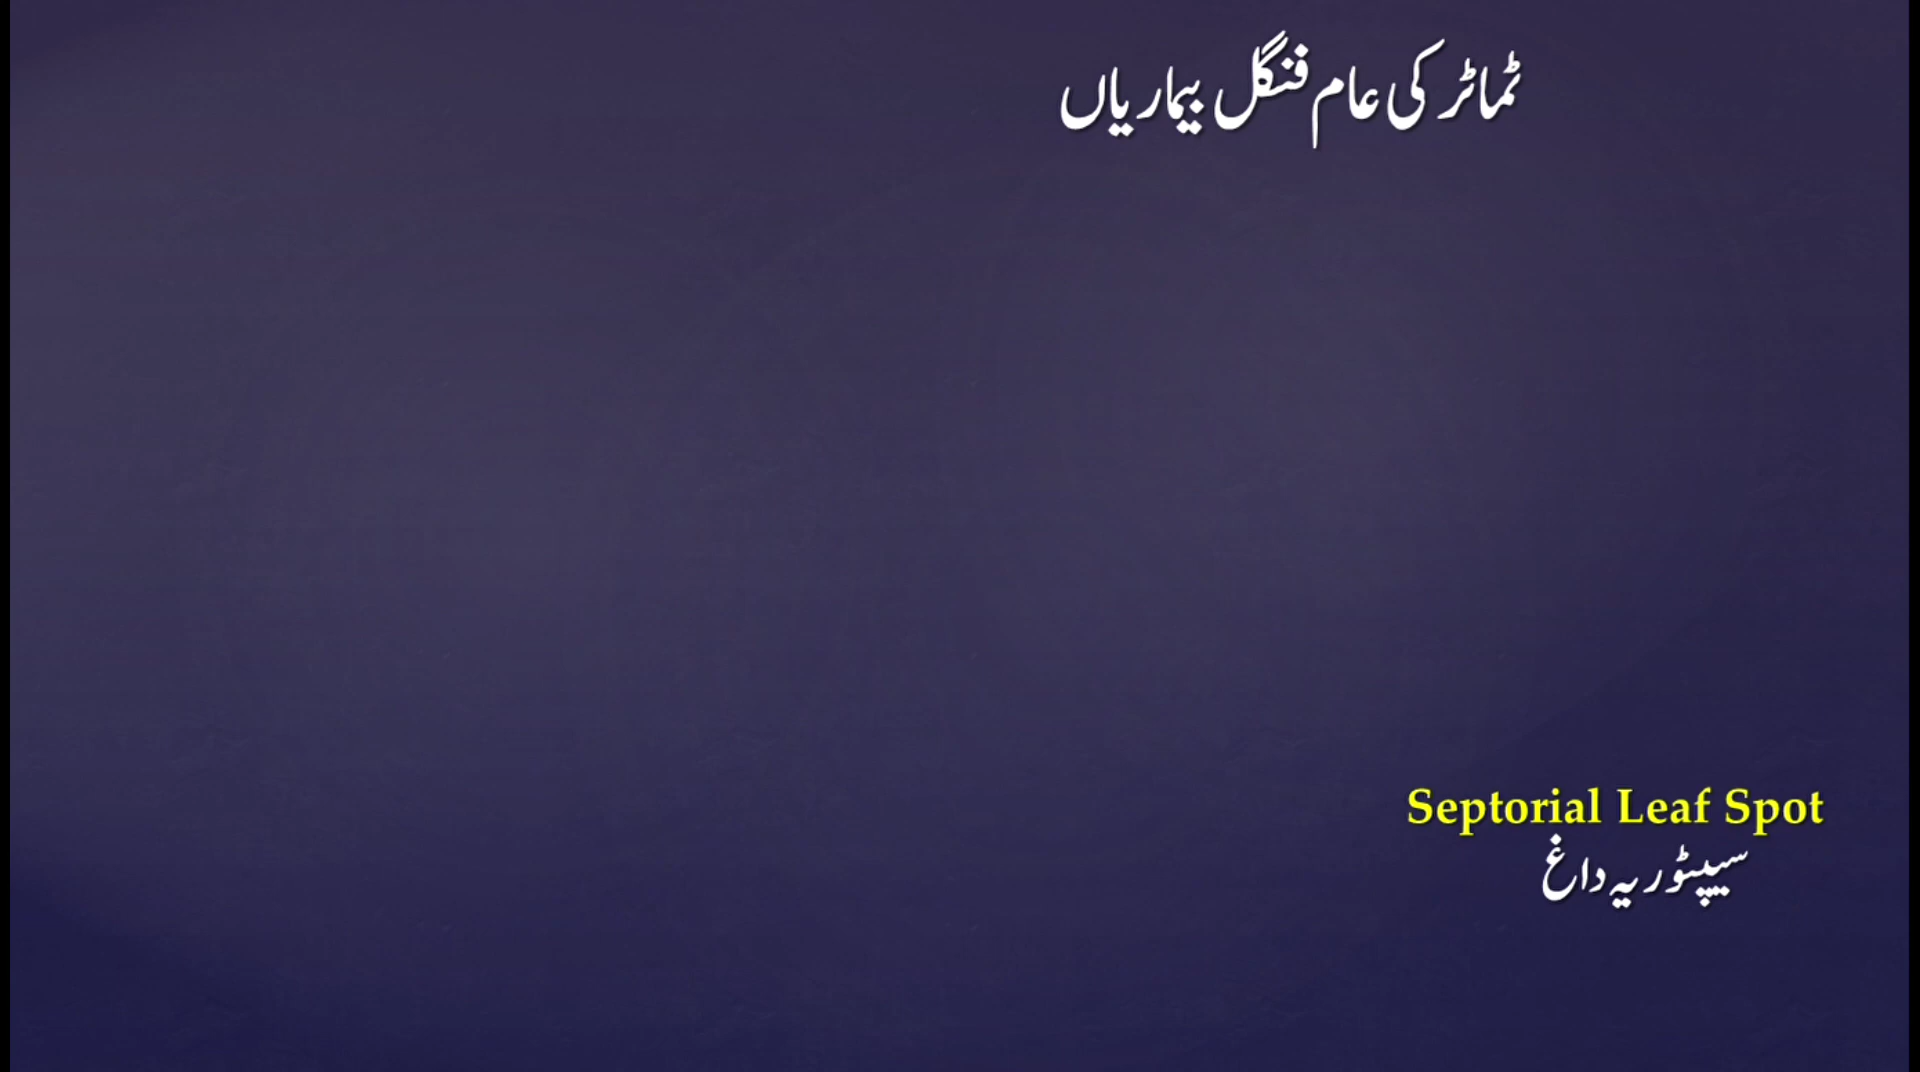 ٹماٹر کی عام فنگل بیماریاں
Septorial Leaf Spot
سیپٹوریہ داغ